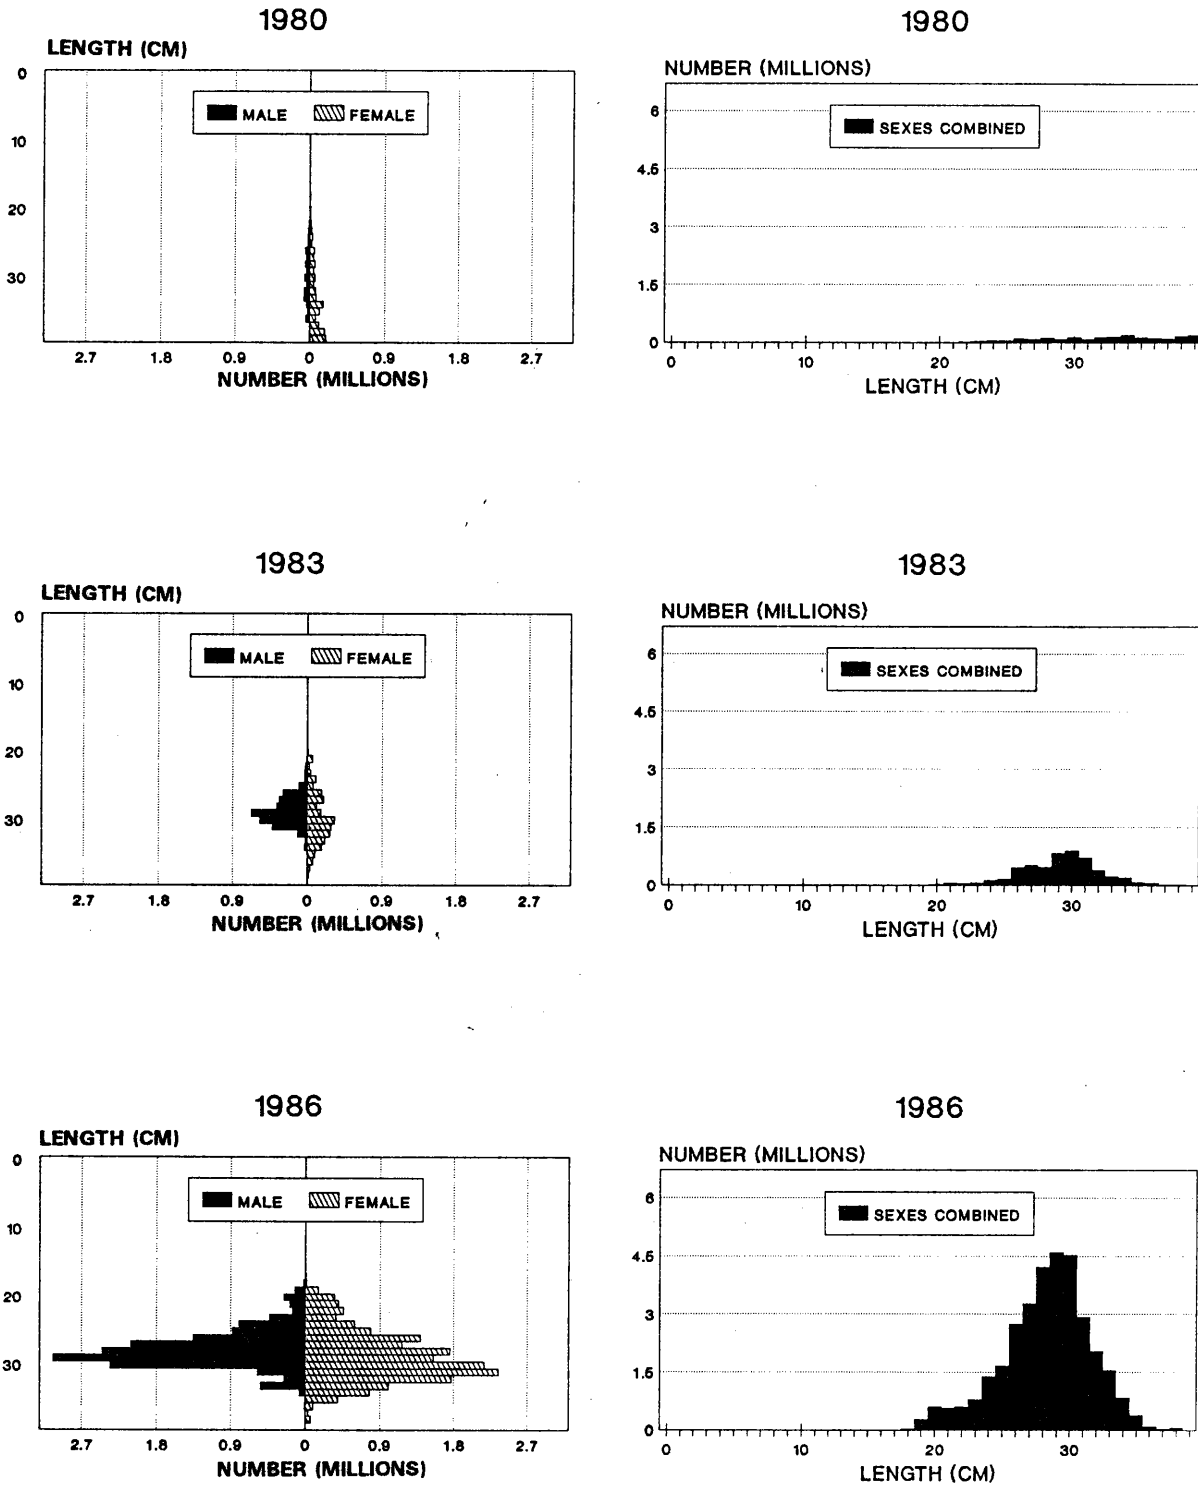 1980
LENGTH (CM)
0
MALE FEMALE
10
20
30
2.7 1.8 0.9 0 0.9 1.8 2.7
NUMBER (MILLIONS)
1980
NUMBER (MILLIONS)
6
SEXES COMBINED
4.5
3
1.5
0
0 10 20 30
LENGTH (CM)
1983
LENGTH (CM)
0
MALE FEMALE
10
20
30
2.7 1.8 0.9 0 0.9 1.8 2.7
NUMBER (MILLIONS)
1983
NUMBER (MILLIONS)
6
SEXES COMBINED
4.5
3
1.5
0
0 10 20 30
LENGTH (CM)
1986
LENGTH (CM)
0
MALE FEMALE
10
20
30
2.7 1.8 0.9 0 0.9 1.8 2.7
NUMBER (MILLIONS)
1986
NUMBER (MILLIONS)
6
SEXES COMBINED
4.5
3
1.5
0
0 10 20 30
LENGTH (CM)